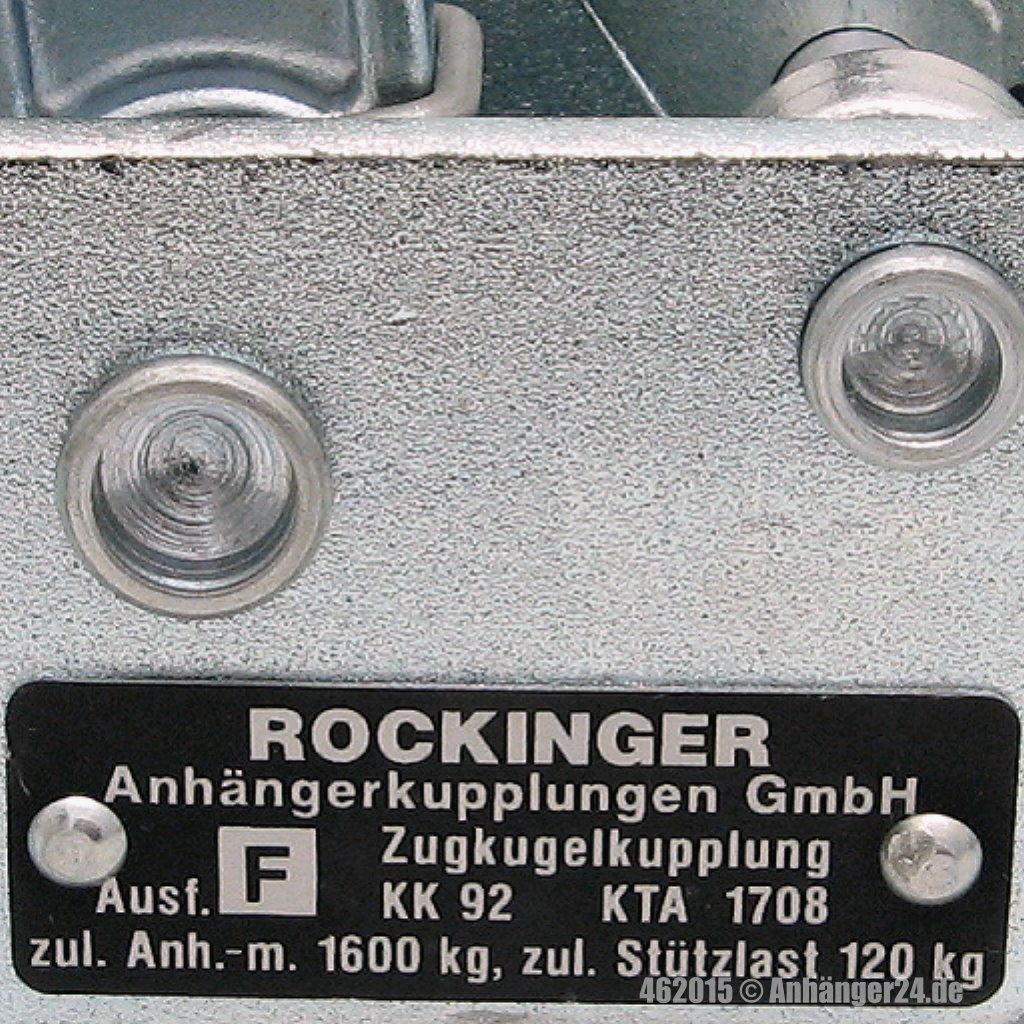 ROCKINGER
Anhängerkupplungen GmbH
Ausf. F Zugkugelkupplung
KK 92 KTA 1708
zul. Anh.-m. 1600 kg, zul. Stützlast 120 kg
462015 © Anhänger24.de